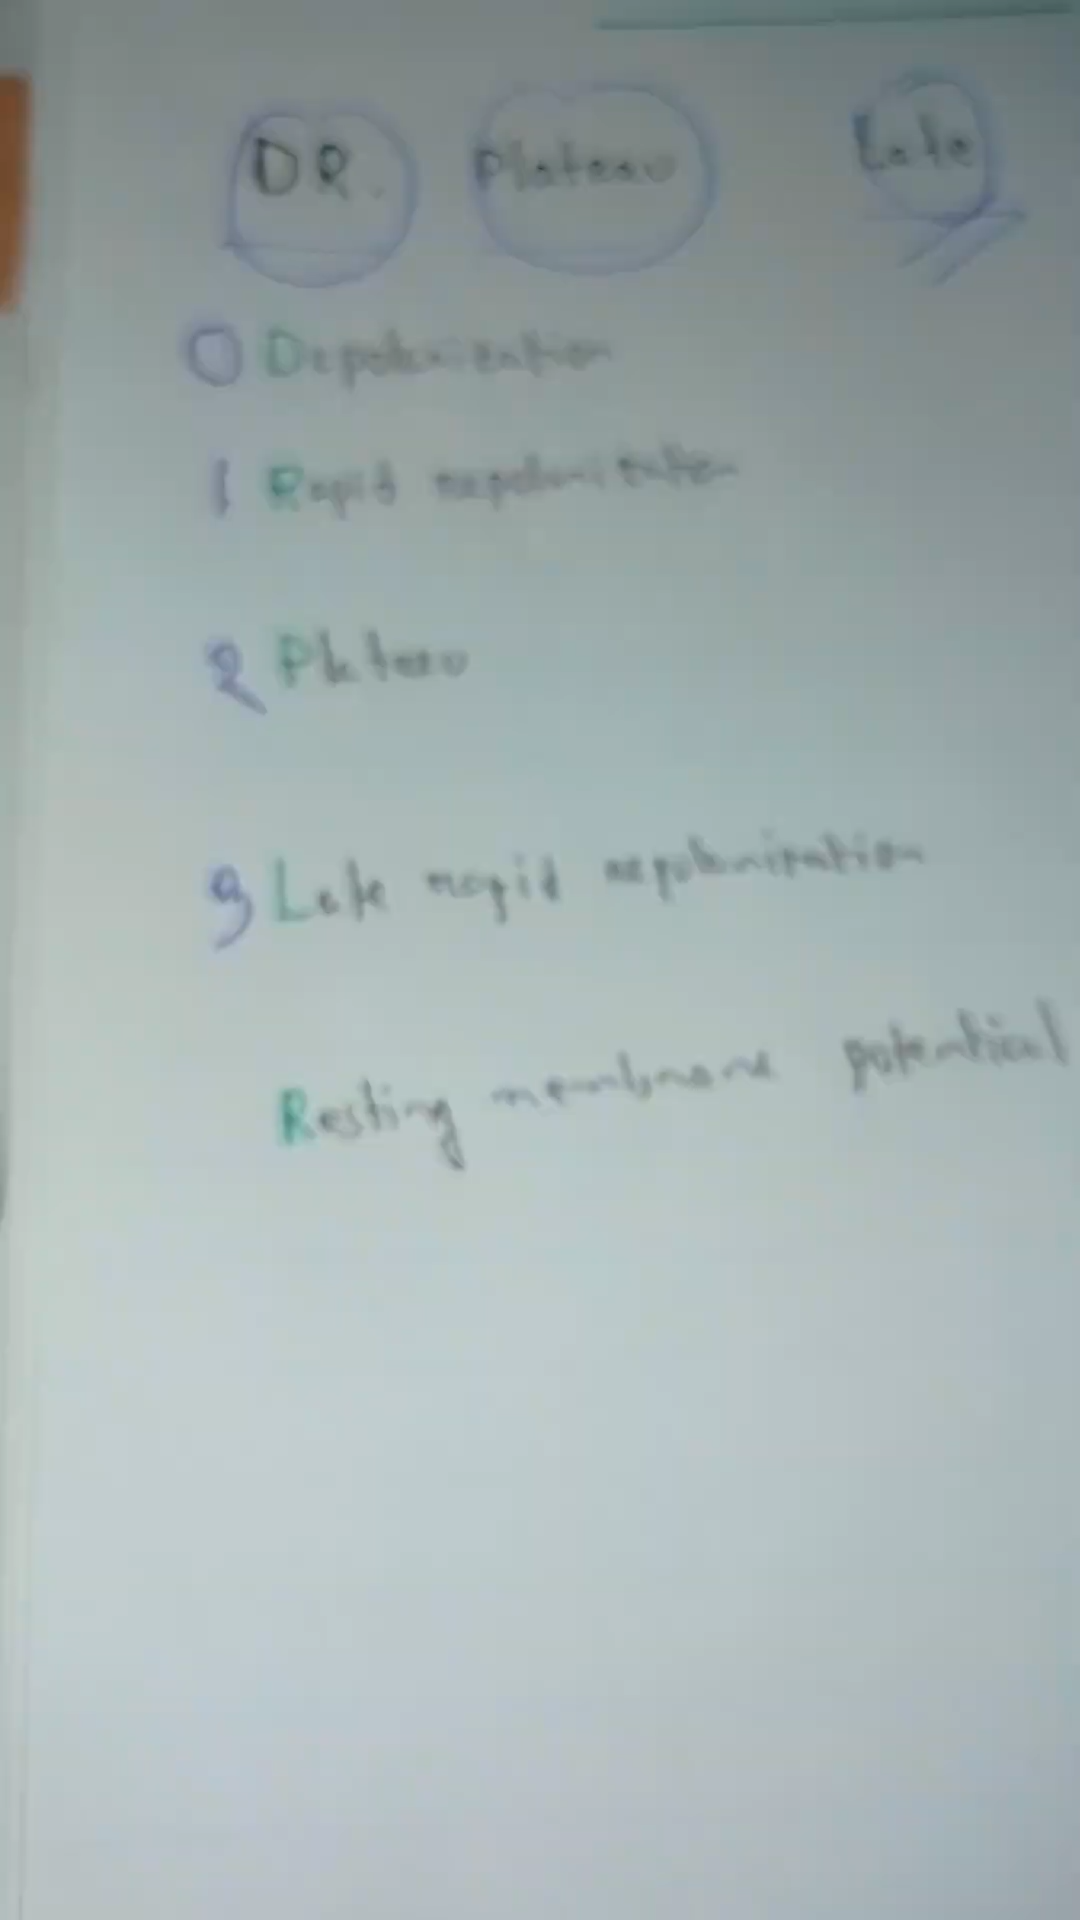 DR. Plateau Late
0 Depolarization
1 Rapid repolarization
2 Plateau
3 Late rapid repolarization
Resting membrane potential